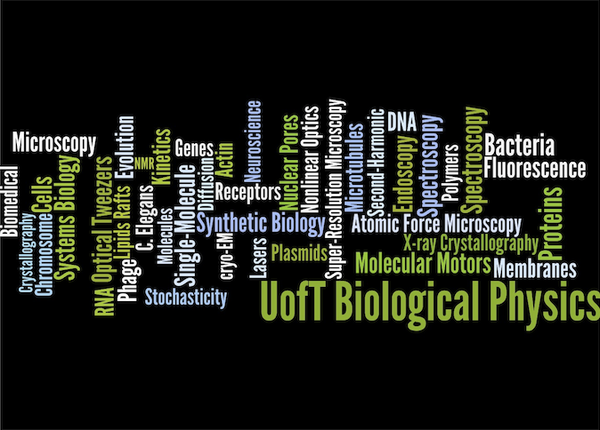 Biomedical
Microscopy
Crystallography
Chromosome
Cells
Systems Biology
RNA
Optical Tweezers
Lipids Rafts
Evolution
Phage
NMR
C. Elegans
Kinetics
Molecules
Stochasticity
Genes
Single-Molecule
Diffusion
Actin
Receptors
Synthetic Biology
cryo-EM
Neuroscience
Lasers
Plasmids
Nuclear Pores
Nonlinear Optics
Super-Resolution Microscopy
Microtubules
Second-Harmonic
DNA
Endoscopy
Spectroscopy
Polymers
Spectroscopy
Bacteria
Fluorescence
Atomic Force Microscopy
X-ray Crystallography
Molecular Motors
Proteins
Membranes
UofT Biological Physics